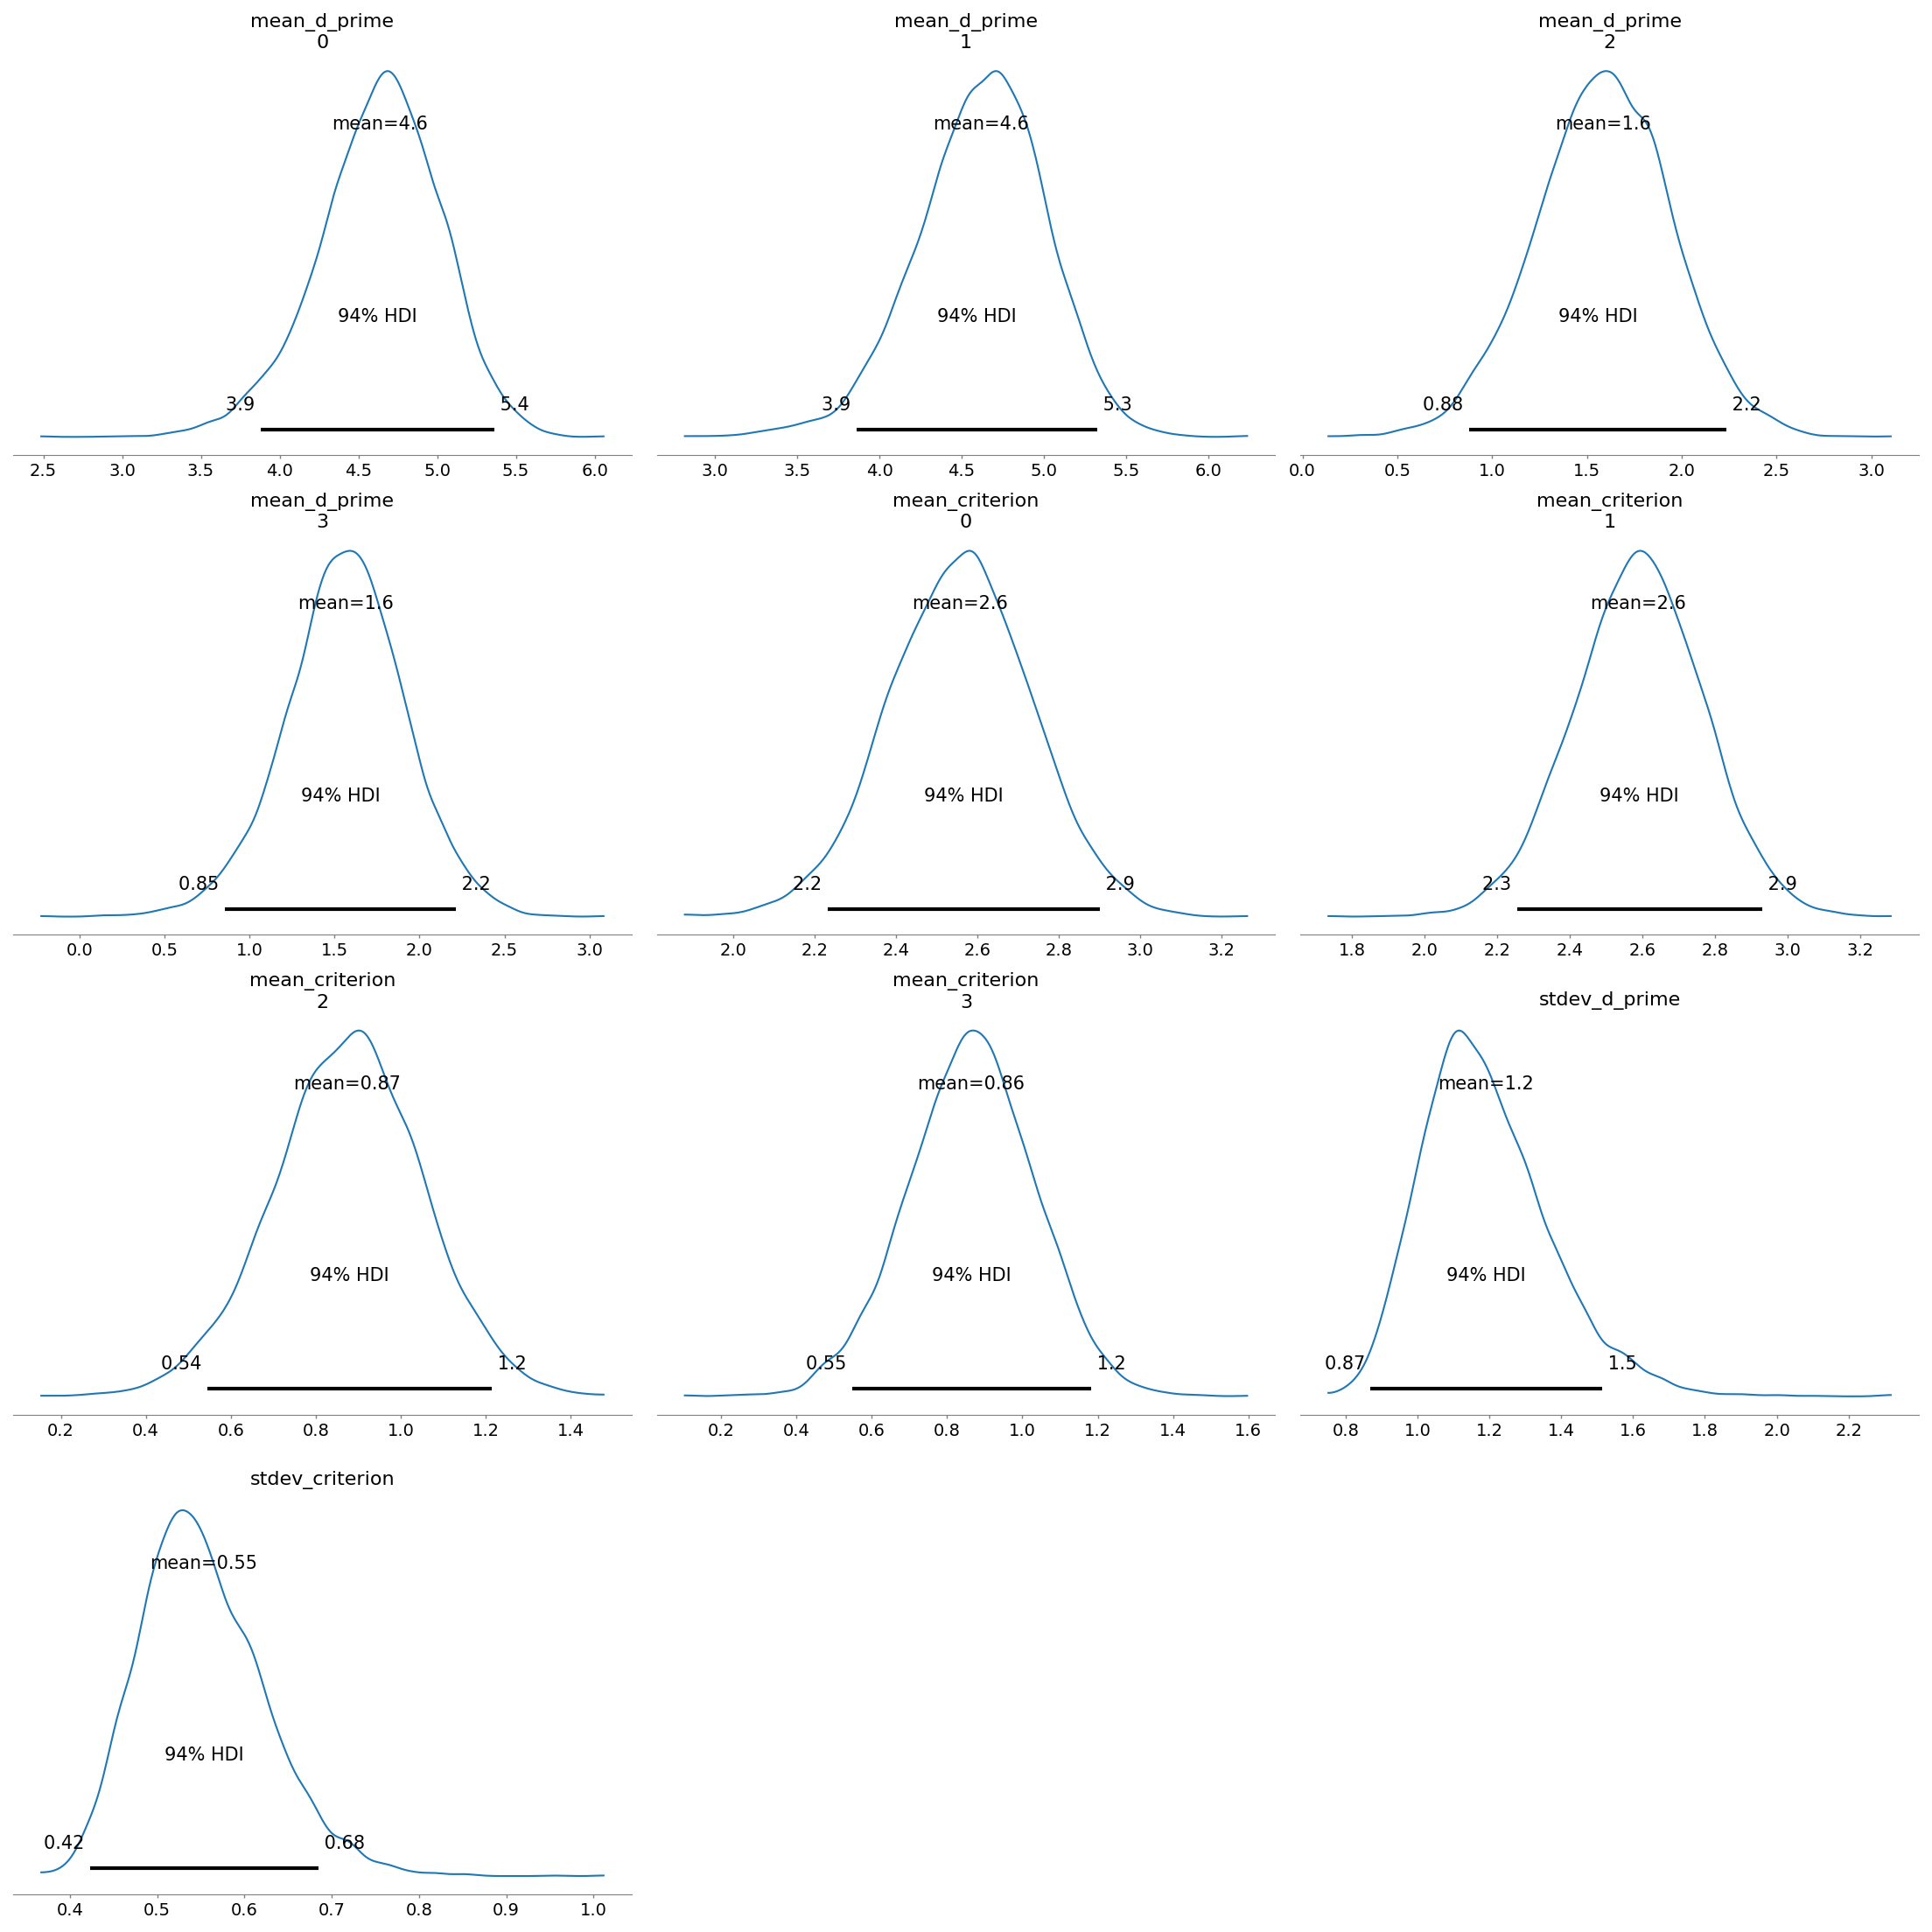 mean_d_prime
0
mean=4.6
94% HDI
3.9 5.4
2.5 3.0 3.5 4.0 4.5 5.0 5.5 6.0
mean_d_prime
1
mean=4.6
94% HDI
3.9 5.3
3.0 3.5 4.0 4.5 5.0 5.5 6.0
mean_d_prime
2
mean=1.6
94% HDI
0.88 2.2
0.0 0.5 1.0 1.5 2.0 2.5 3.0
mean_d_prime
3
mean=1.6
94% HDI
0.85 2.2
0.0 0.5 1.0 1.5 2.0 2.5 3.0
mean_criterion
0
mean=2.6
94% HDI
2.2 2.9
2.0 2.2 2.4 2.6 2.8 3.0 3.2
mean_criterion
1
mean=2.6
94% HDI
2.3 2.9
1.8 2.0 2.2 2.4 2.6 2.8 3.0 3.2
mean_criterion
2
mean=0.87
94% HDI
0.54 1.2
0.2 0.4 0.6 0.8 1.0 1.2 1.4
mean_criterion
3
mean=0.86
94% HDI
0.55 1.2
0.2 0.4 0.6 0.8 1.0 1.2 1.4 1.6
stdev_d_prime
mean=1.2
94% HDI
0.87 1.5
0.8 1.0 1.2 1.4 1.6 1.8 2.0 2.2
stdev_criterion
mean=0.55
94% HDI
0.42 0.68
0.4 0.5 0.6 0.7 0.8 0.9 1.0